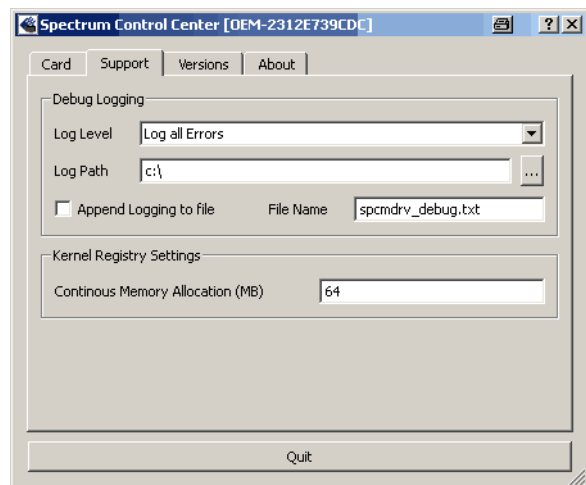 Spectrum Control Center [OEM-2312E739CDC]
Card Support Versions About
Debug Logging
Log Level Log all Errors
Log Path c:\ ...
Append Logging to file File Name spcmdrv_debug.txt
Kernel Registry Settings
Continous Memory Allocation (MB) 64
Quit